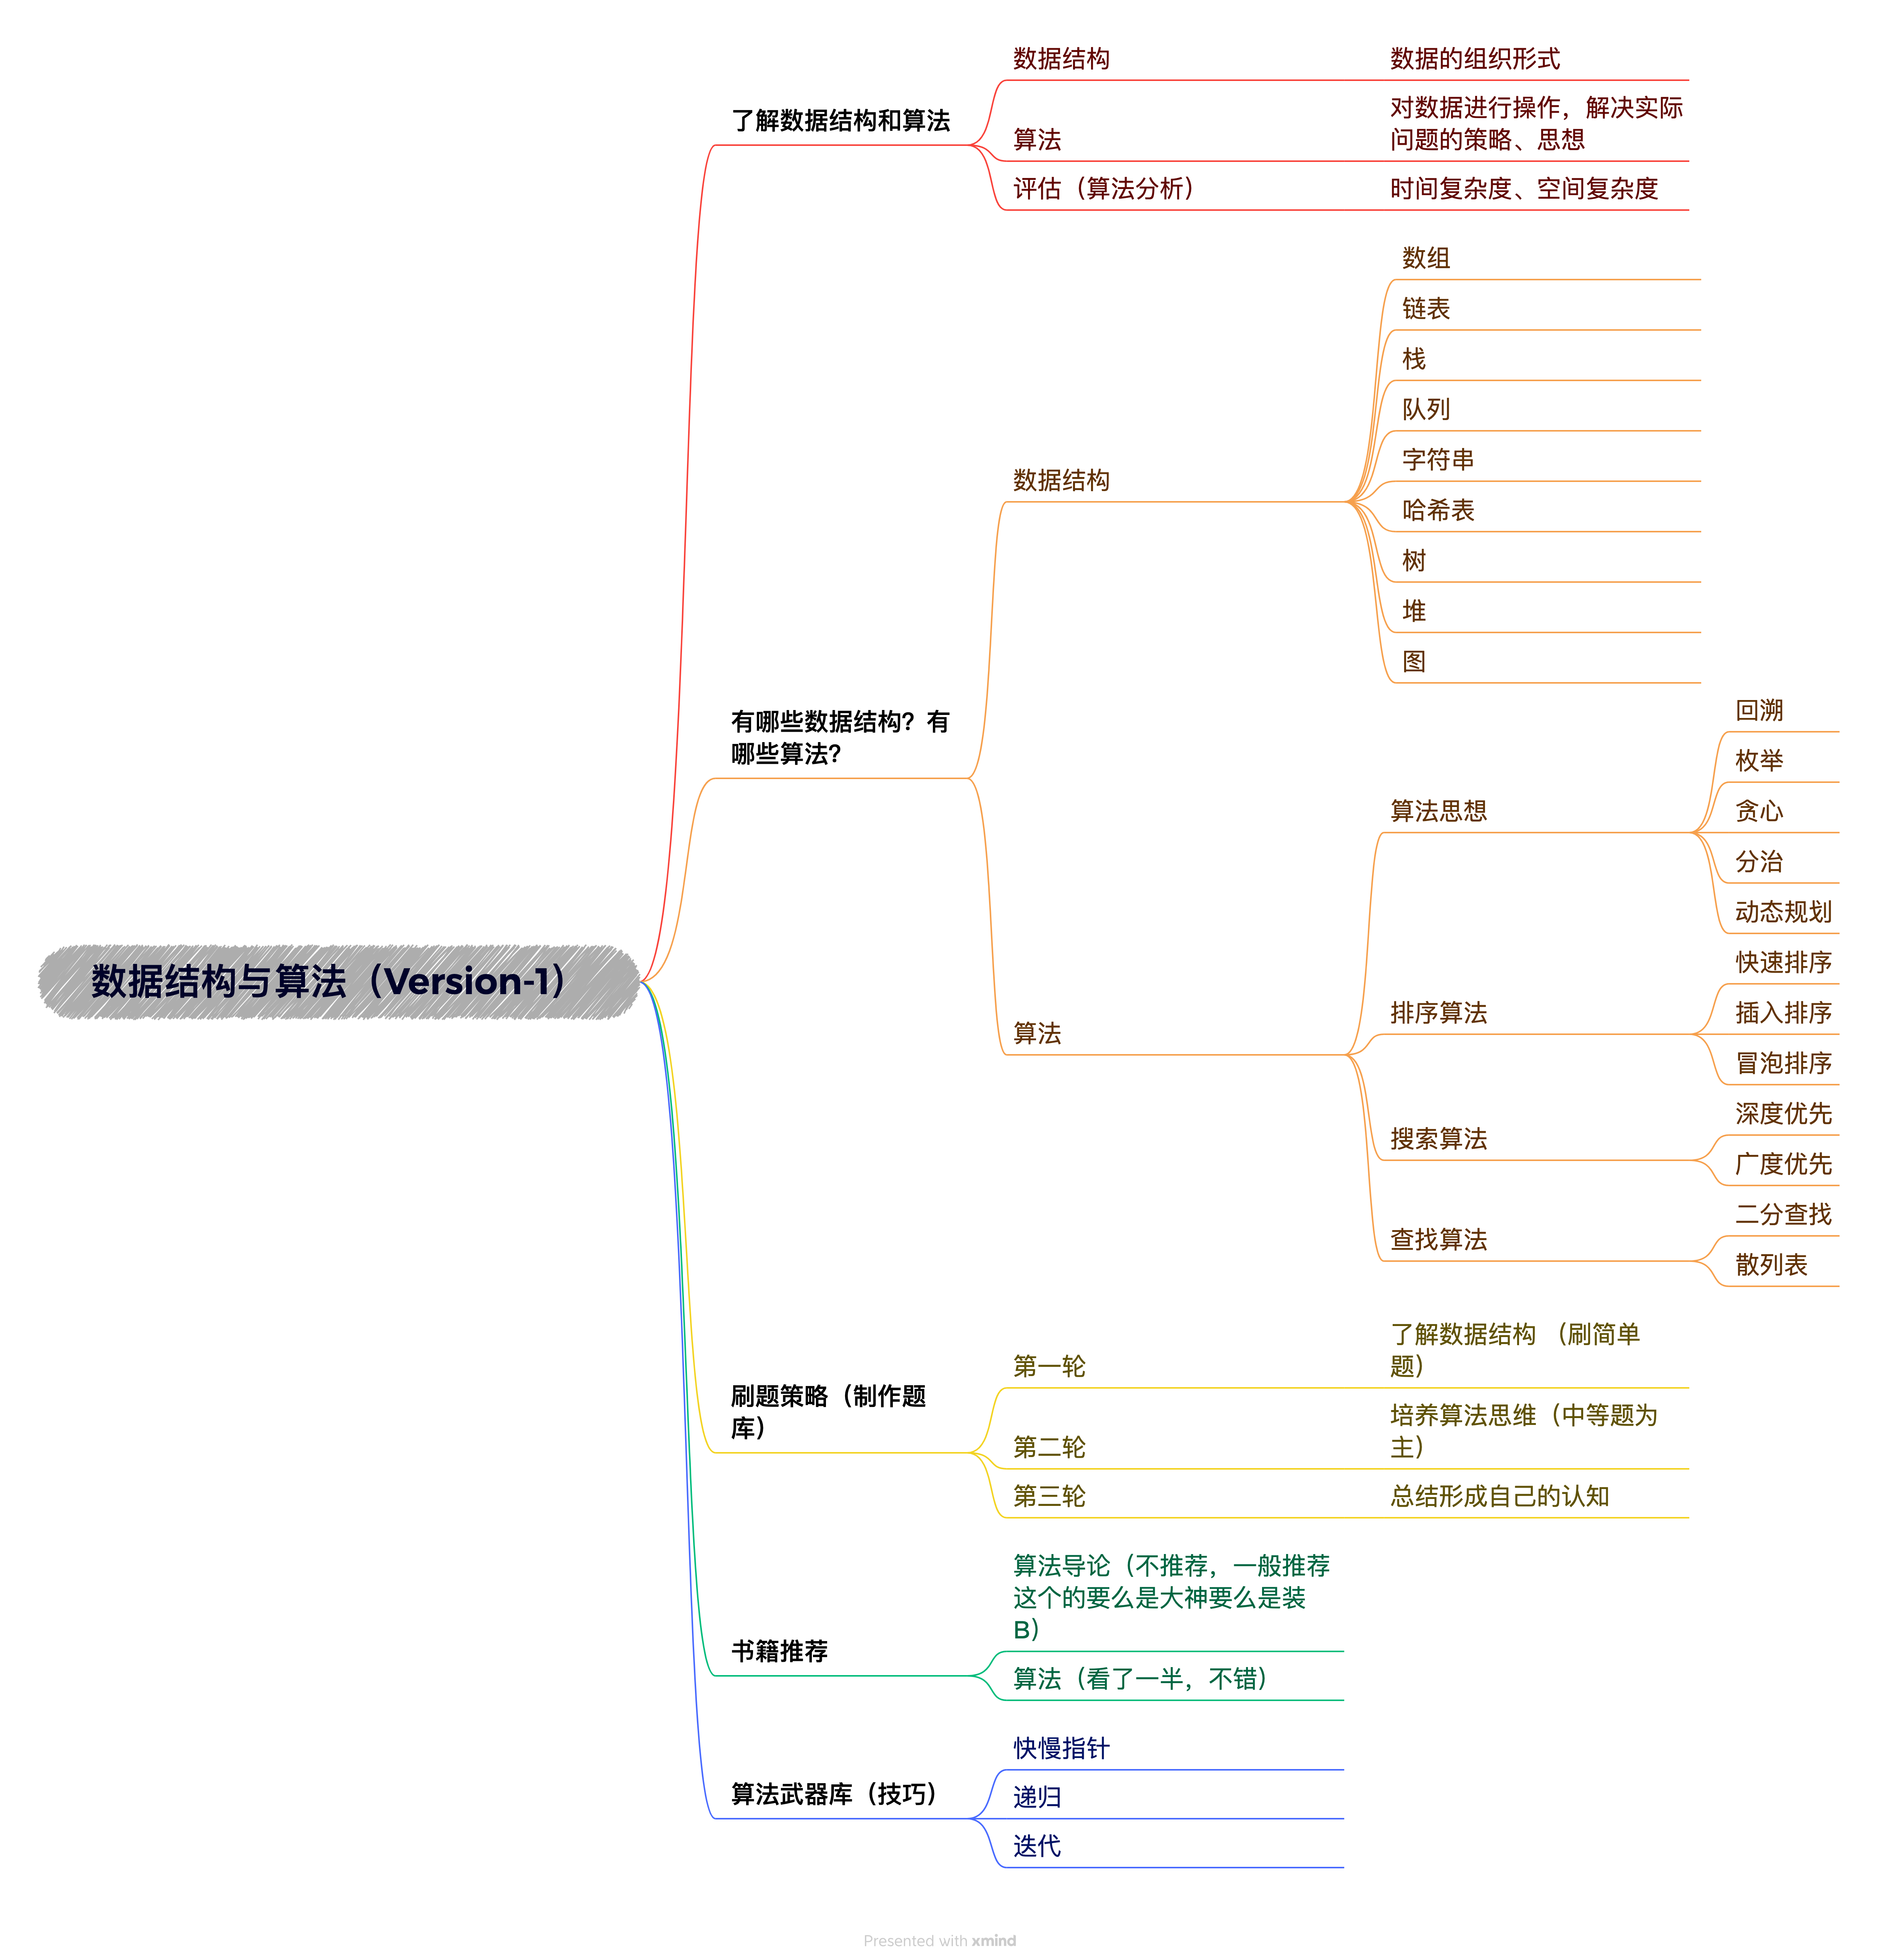 数据结构与算法（Version-1）
了解数据结构和算法
数据结构
数据的组织形式
算法
对数据进行操作，解决实际
问题的策略、思想
评估（算法分析）
时间复杂度、空间复杂度
有哪些数据结构？有
哪些算法？
数据结构
数组
链表
栈
队列
字符串
哈希表
树
堆
图
算法
算法思想
回溯
枚举
贪心
分治
动态规划
排序算法
快速排序
插入排序
冒泡排序
搜索算法
深度优先
广度优先
查找算法
二分查找
散列表
刷题策略（制作题
库）
第一轮
了解数据结构 （刷简单
题）
第二轮
培养算法思维（中等题为
主）
第三轮
总结形成自己的认知
书籍推荐
算法导论（不推荐，一般推荐
这个的要么是大神要么是装
B）
算法（看了一半，不错）
算法武器库（技巧）
快慢指针
递归
迭代
Presented with xmind